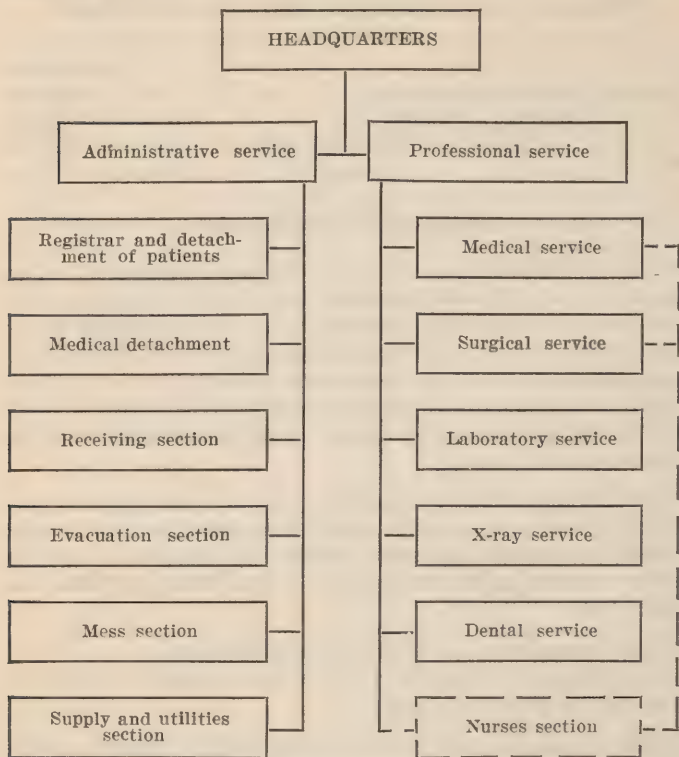 HEADQUARTERS
Administrative service
Professional service
Registrar and detach-
ment of patients
Medical service
Medical detachment
Surgical service
Receiving section
Laboratory service
Evacuation section
X-ray service
Mess section
Dental service
Supply and utilities
section
Nurses section